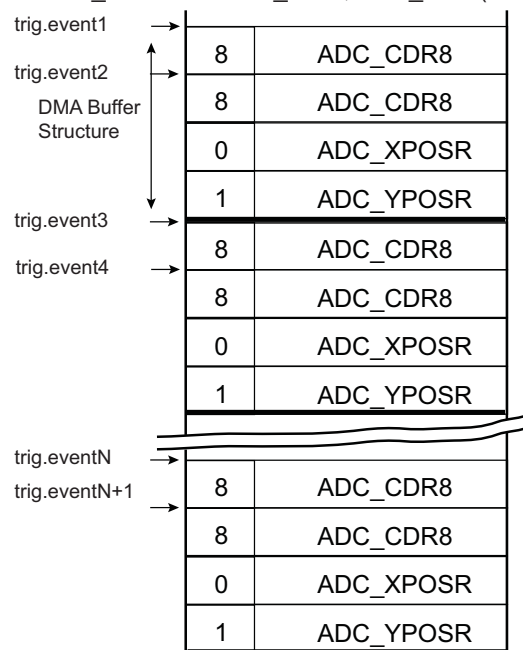 trig.event1
8 ADC_CDR8
trig.event2
8 ADC_CDR8
DMA Buffer
Structure
0 ADC_XPOSR
1 ADC_YPOSR
trig.event3
8 ADC_CDR8
trig.event4
8 ADC_CDR8
0 ADC_XPOSR
1 ADC_YPOSR
trig.eventN
8 ADC_CDR8
trig.eventN+1
8 ADC_CDR8
0 ADC_XPOSR
1 ADC_YPOSR